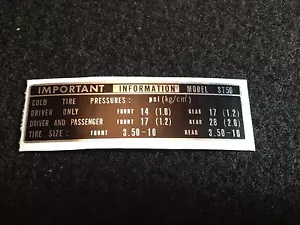 IMPORTANT INFORMATION MODEL ST50
COLD TIRE PRESSURES : psi (kg/cm²)
DRIVER ONLY FRONT 14 (1.0) REAR 17 (1.2)
DRIVER AND PASSENGER FRONT 17 (1.2) REAR 28 (2.0)
TIRE SIZE : FRONT 3.50-10 REAR 3.50-10